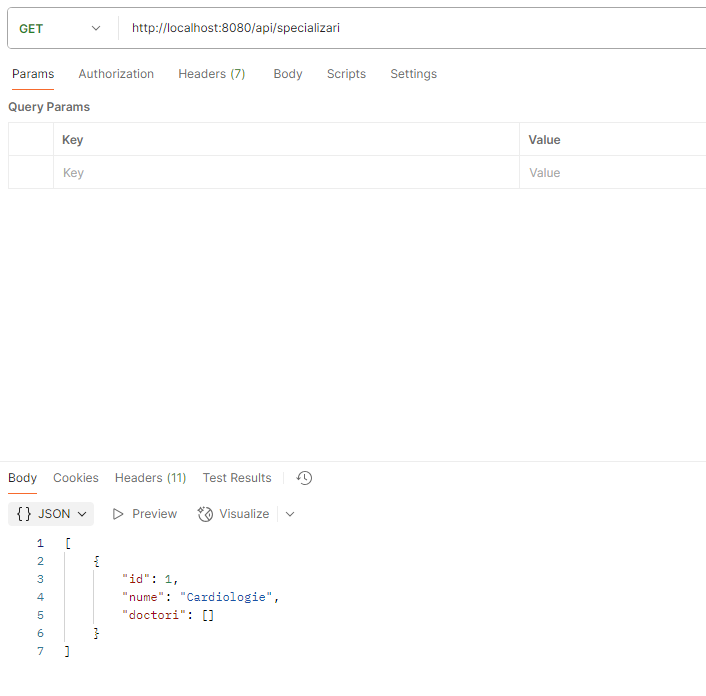 GET http://localhost:8080/api/specializari
Params Authorization Headers (7) Body Scripts Settings
Query Params
Key Value
Key Value
Body Cookies Headers (11) Test Results
{} JSON Preview Visualize
1 [
2 {
3 "id": 1,
4 "nume": "Cardiologie",
5 "doctori": []
6 }
7 ]